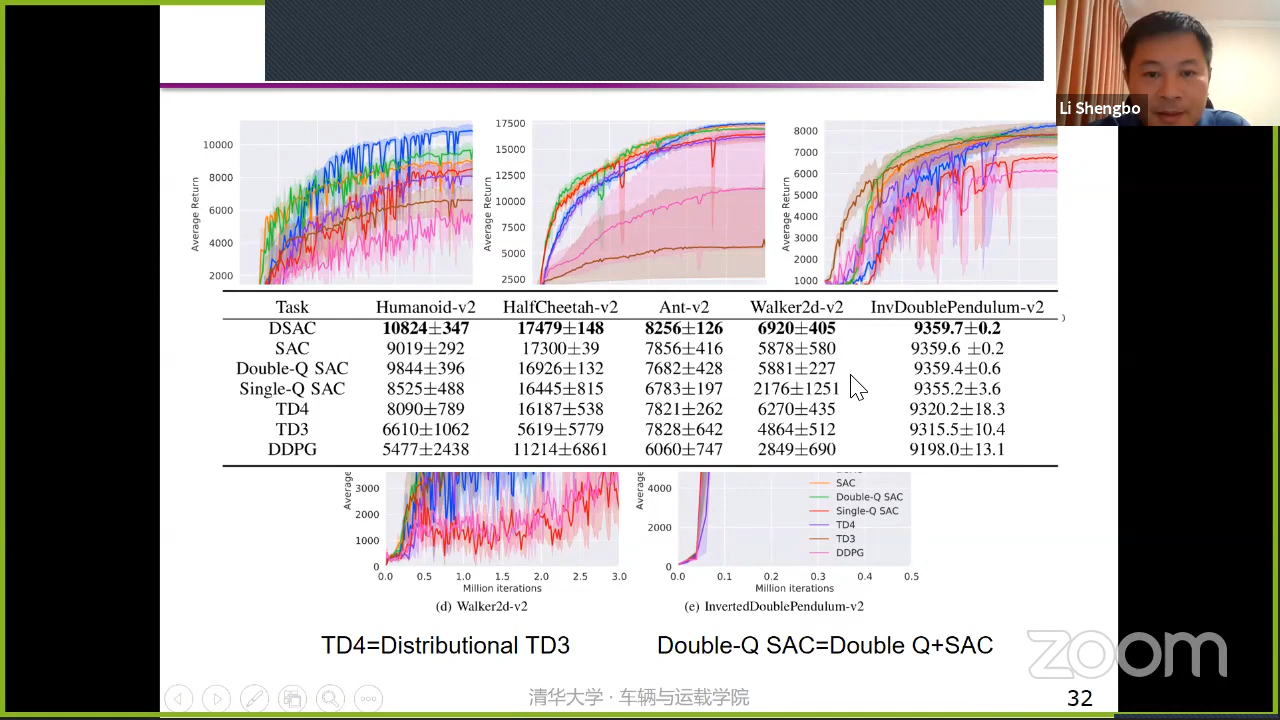 Li Shengbo
10000
8000
6000
4000
2000
Average Return
17500
15000
12500
10000
7500
5000
2500
Average Return
8000
7000
6000
5000
4000
3000
2000
1000
Average Return
Task Humanoid-v2 HalfCheetah-v2 Ant-v2 Walker2d-v2 InvDoublePendulum-v2
DSAC 10824±347 17479±148 8256±126 6920±405 9359.7±0.2
SAC 9019±292 17300±39 7856±416 5878±580 9359.6 ±0.2
Double-Q SAC 9844±396 16926±132 7682±428 5881±227 9359.4±0.6
Single-Q SAC 8525±488 16445±815 6783±197 2176±1251 9355.2±3.6
TD4 8090±789 16187±538 7821±262 6270±435 9320.2±18.3
TD3 6610±1062 5619±5779 7828±642 4864±512 9315.5±10.4
DDPG 5477±2438 11214±6861 6060±747 2849±690 9198.0±13.1
3000
2000
1000
0
Average
0.0 0.5 1.0 1.5 2.0 2.5 3.0
Million iterations
(d) Walker2d-v2
4000
2000
0
Average
SAC
Double-Q SAC
Single-Q SAC
TD4
TD3
DDPG
0.0 0.1 0.2 0.3 0.4 0.5
Million iterations
(e) InvertedDoublePendulum-v2
TD4=Distributional TD3
Double-Q SAC=Double Q+SAC
zoom
清华大学 · 车辆与运载学院
32